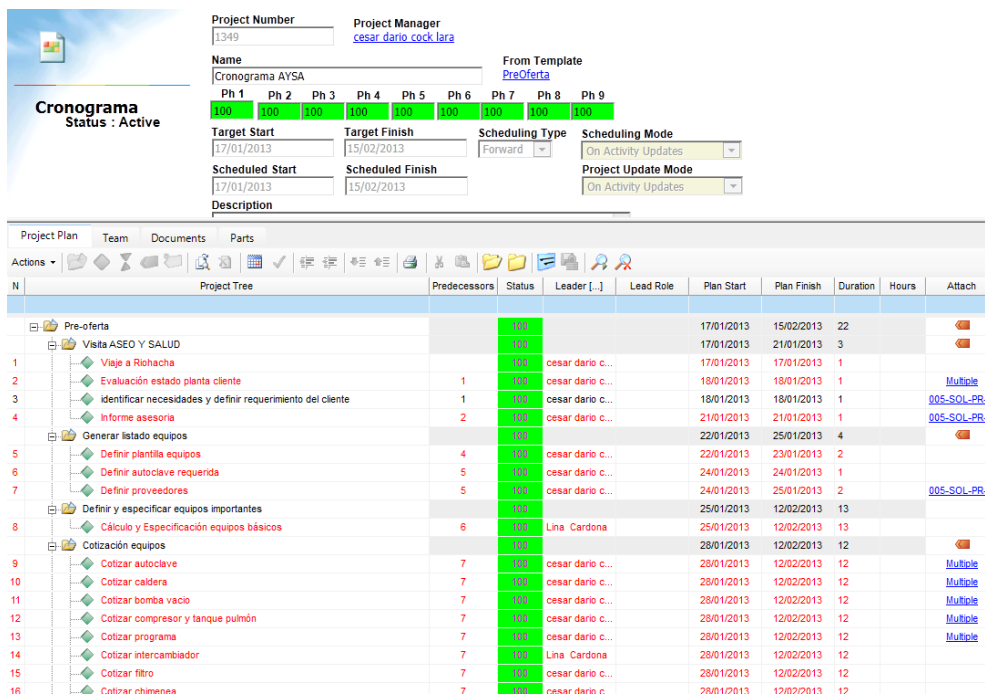 Project Number Project Manager
1349 cesar dario cock lara
Name From Template
Cronograma AYSA PreOferta
Cronograma
Status : Active
Ph 1 Ph 2 Ph 3 Ph 4 Ph 5 Ph 6 Ph 7 Ph 8 Ph 9
100 100 100 100 100 100 100 100 100
Target Start Target Finish Scheduling Type Scheduling Mode
17/01/2013 15/02/2013 Forward On Activity Updates
Scheduled Start Scheduled Finish Project Update Mode
17/01/2013 15/02/2013 On Activity Updates
Description
Project Plan Team Documents Parts
Actions
N Project Tree Predecessors Status Leader [...] Lead Role Plan Start Plan Finish Duration Hours Attach
Pre-oferta 100 17/01/2013 15/02/2013 22
Visita ASEO Y SALUD 100 17/01/2013 21/01/2013 3
1 Viaje a Riohacha 100 cesar dario c... 17/01/2013 17/01/2013 1
2 Evaluación estado planta cliente 1 100 cesar dario c... 18/01/2013 18/01/2013 1 Multiple
3 identificar necesidades y definir requerimiento del cliente 1 100 cesar dario c... 18/01/2013 18/01/2013 1 005-SOL-PR-
4 Informe asesoria 2 100 cesar dario c... 21/01/2013 21/01/2013 1 005-SOL-PR-
Generar listado equipos 100 22/01/2013 25/01/2013 4
5 Definir plantilla equipos 4 100 cesar dario c... 22/01/2013 23/01/2013 2
6 Definir autoclave requerida 5 100 cesar dario c... 24/01/2013 24/01/2013 1
7 Definir proveedores 5 100 cesar dario c... 24/01/2013 25/01/2013 2 005-SOL-PR-
Definir y especificar equipos importantes 100 25/01/2013 12/02/2013 13
8 Cálculo y Especificación equipos básicos 6 100 Lina Cardona 25/01/2013 12/02/2013 13
Cotización equipos 100 28/01/2013 12/02/2013 12
9 Cotizar autoclave 7 100 cesar dario c... 28/01/2013 12/02/2013 12 Multiple
10 Cotizar caldera 7 100 cesar dario c... 28/01/2013 12/02/2013 12 Multiple
11 Cotizar bomba vacio 7 100 cesar dario c... 28/01/2013 12/02/2013 12 Multiple
12 Cotizar compresor y tanque pulmón 7 100 cesar dario c... 28/01/2013 12/02/2013 12 Multiple
13 Cotizar programa 7 100 cesar dario c... 28/01/2013 12/02/2013 12 Multiple
14 Cotizar intercambiador 7 100 Lina Cardona 28/01/2013 12/02/2013 12
15 Cotizar filtro 7 100 cesar dario c... 28/01/2013 12/02/2013 12
16 Cotizar chimenea 7 100 cesar dario c 28/01/2013 12/02/2013 12